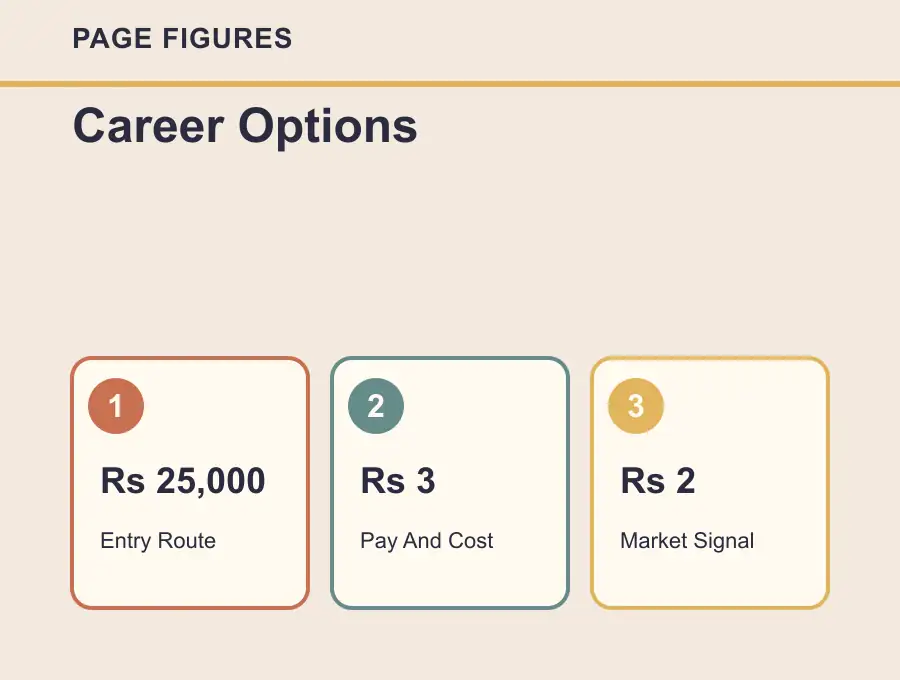 PAGE FIGURES
Career Options
1
Rs 25,000
Entry Route
2
Rs 3
Pay And Cost
3
Rs 2
Market Signal